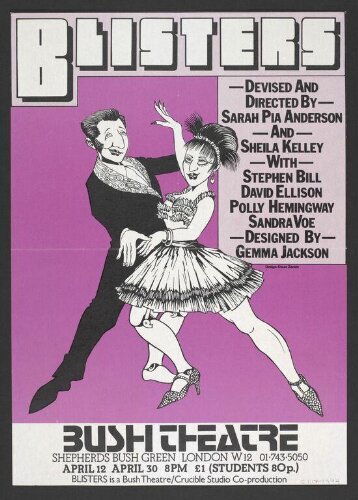 BLISTERS
—DEVISED AND
DIRECTED BY—
SARAH PIA ANDERSON
—AND—
SHEILA KELLEY
—WITH—
STEPHEN BILL
DAVID ELLISON
POLLY HEMINGWAY
SANDRA VOE
—DESIGNED BY—
GEMMA JACKSON
BUSH THEATRE
SHEPHERDS BUSH GREEN LONDON W12 01·743·5050
APRIL 12 APRIL 30 8PM £1 (STUDENTS 80p.)
BLISTERS is a Bush Theatre/Crucible Studio Co-production